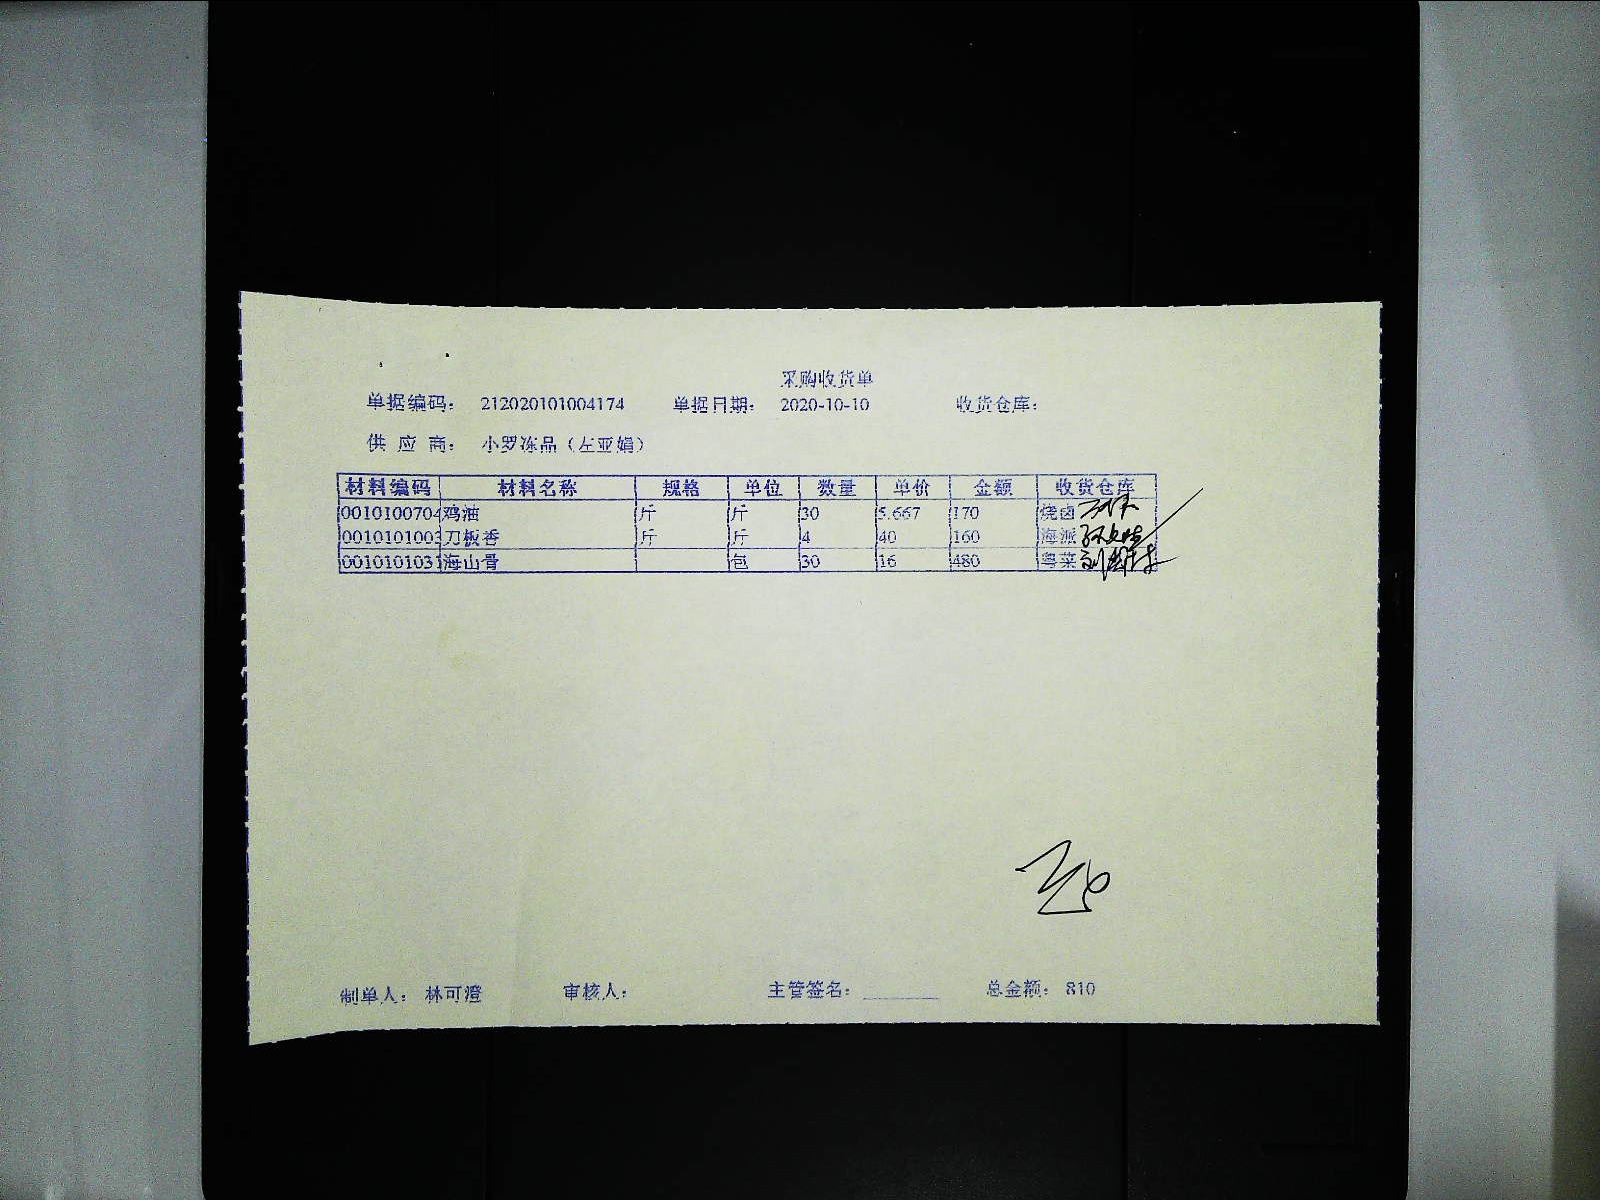 采购收货单
单据编码： 212020101004174 单据日期： 2020-10-10 收货仓库：
供 应 商： 小罗冻品（左亚娟）
材料编码 材料名称 规格 单位 数量 单价 金额 收货仓库
0010100704 鸡油 斤 斤 30 5.667 170 烧卤
001010100 刀板香 斤 斤 4 40 160 海派
001010103 海山骨 包 30 16 480 粤菜
制单人： 林可澄 审核人： 主管签名： 总金额： 810